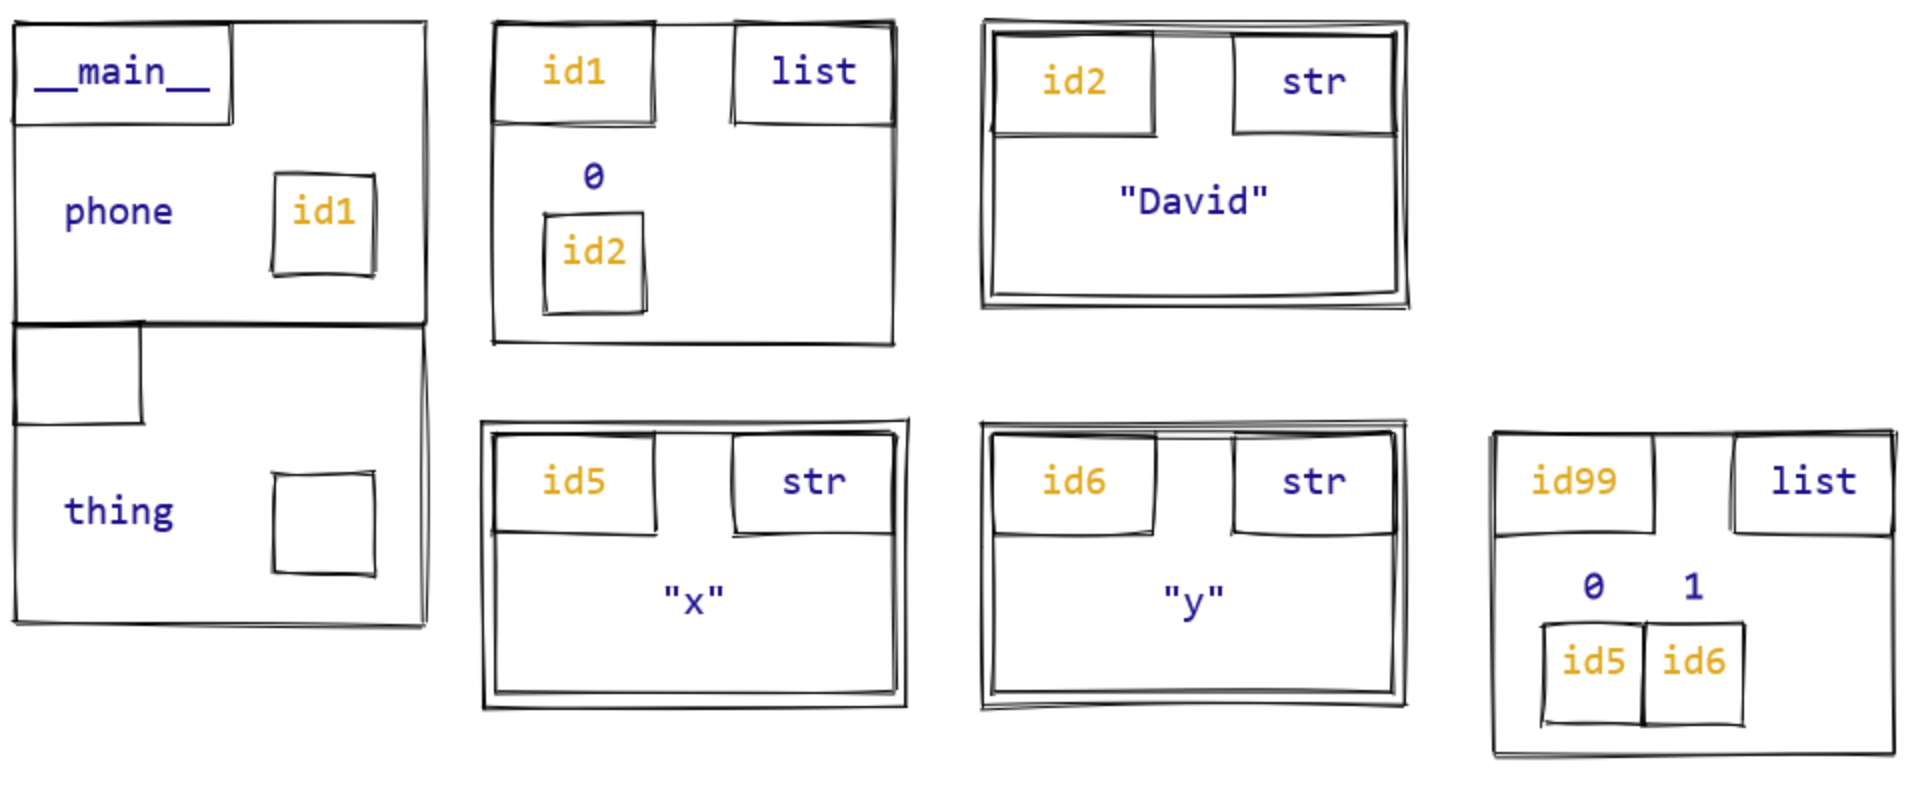 __main__
phone id1
thing
id1 list
0
id2
id2 str
"David"
id5 str
"x"
id6 str
"y"
id99 list
0 1
id5 id6